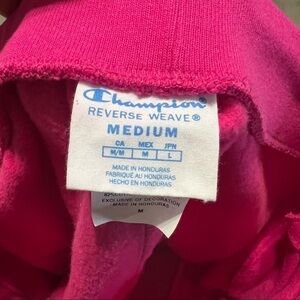 Champion
REVERSE WEAVE®
MEDIUM
CA MEX JPN
M/M M L
MADE IN HONDURAS
FABRIQUÉ AU HONDURAS
HECHO EN HONDURAS
EXCLUSIVE OF DECORATION
MADE IN HONDURAS
M